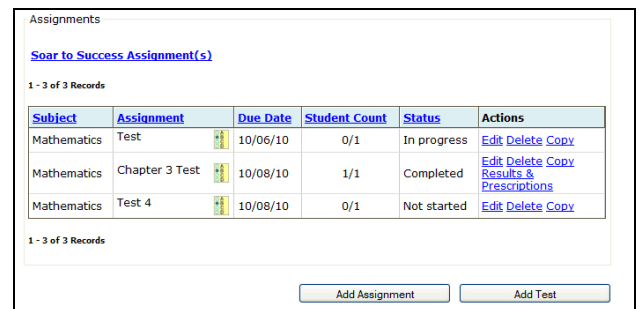 Assignments
Soar to Success Assignment(s)
1 - 3 of 3 Records
Subject Assignment Due Date Student Count Status Actions
Mathematics Test 10/06/10 0/1 In progress Edit Delete Copy
Mathematics Chapter 3 Test 10/08/10 1/1 Completed Edit Delete Copy
Results &
Prescriptions
Mathematics Test 4 10/08/10 0/1 Not started Edit Delete Copy
1 - 3 of 3 Records
Add Assignment Add Test